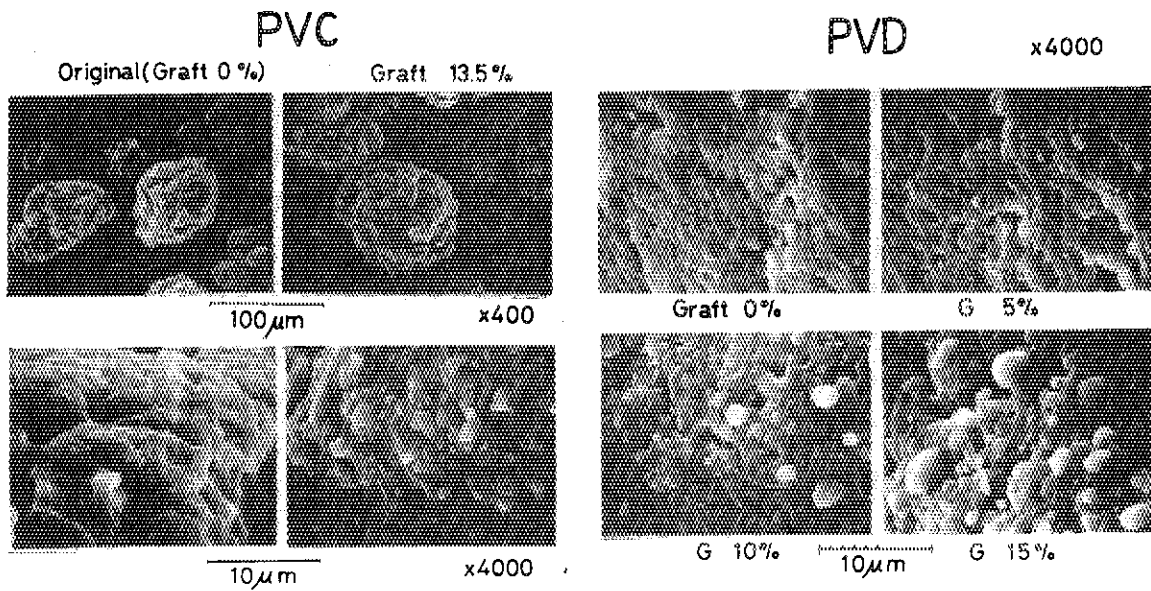 PVC
Original(Graft 0%)
Graft 13.5%
100μm
x400
10μm
x4000
PVD
x4000
Graft 0%
G 5%
G 10%
10μm
G 15%